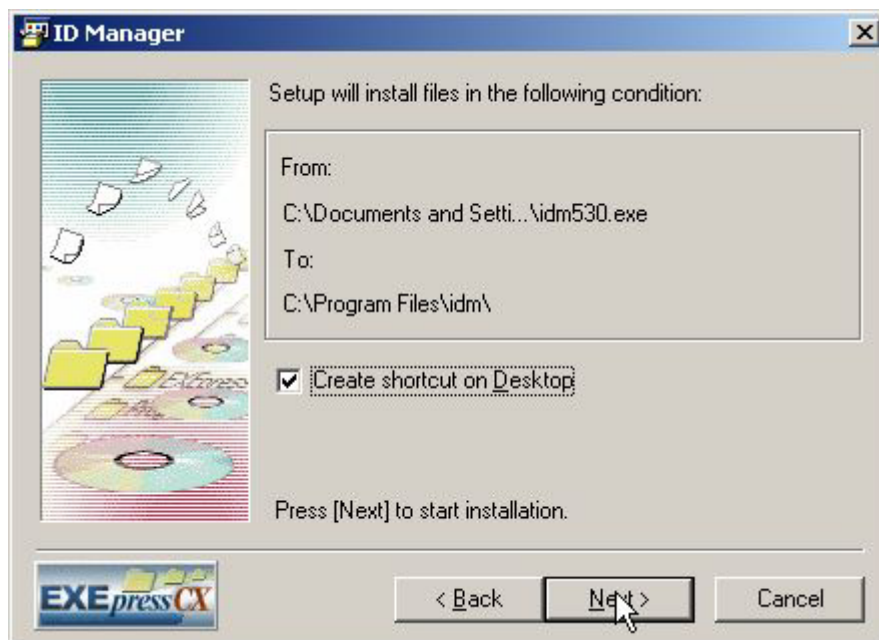 ID Manager
Setup will install files in the following condition:
From:
C:\Documents and Setti...\idm530.exe
To:
C:\Program Files\idm\
EXEpress
Create shortcut on Desktop
Press [Next] to start installation.
EXEpressCX
< Back
Next >
Cancel